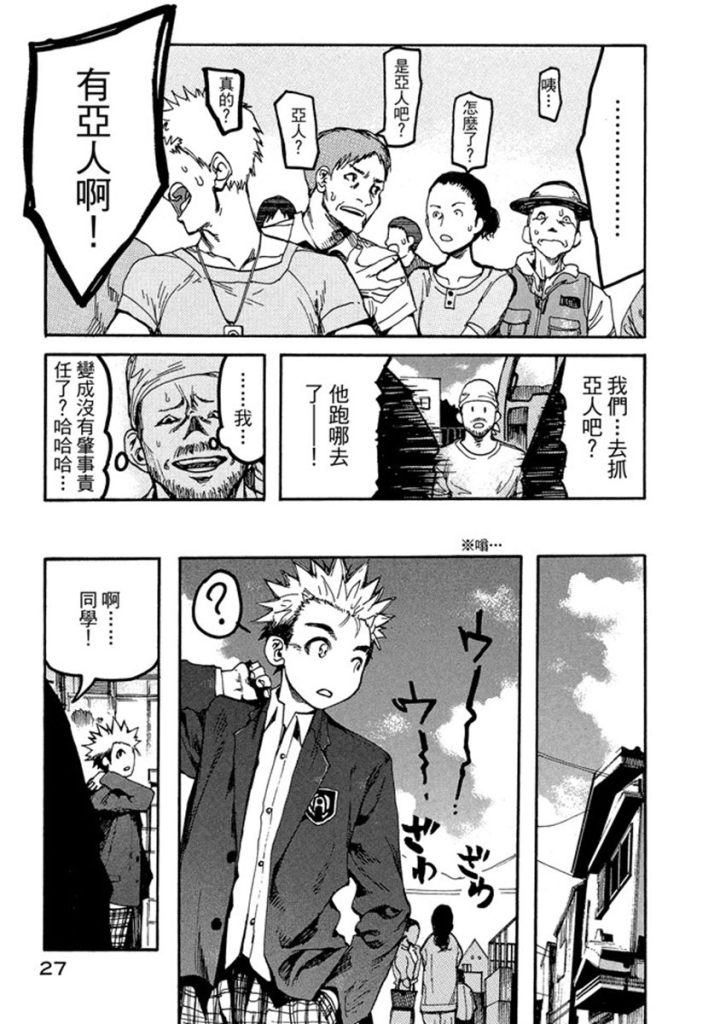 …………
咦…
怎麼了？
是亞人吧？
亞人？
真的？
有亞人啊！
我們…去抓
亞人吧？
他跑哪去
了——！
……我…
變成沒有肇事責
任了？哈哈哈…
※嗡…
ウー……
ウー……
ざわ
ざわ
？
啊……
同學！
27